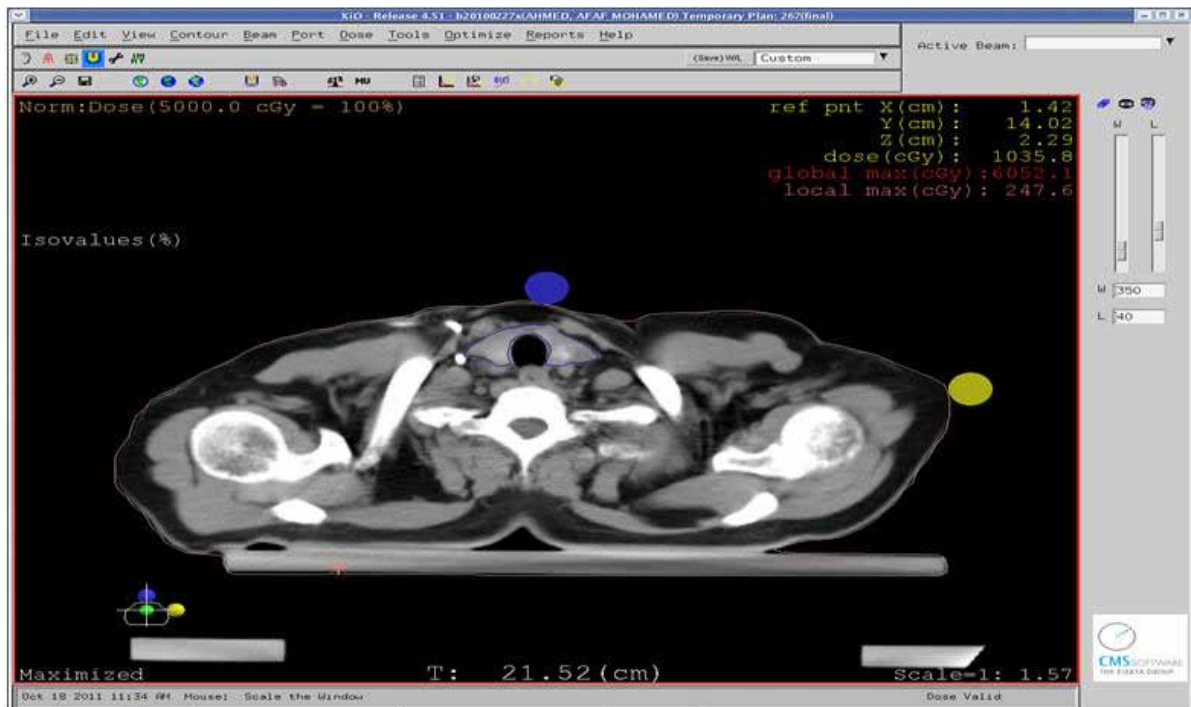 XiO - Release 4.51 - b20100227x(AHMED, AFAF MOHAMED) Temporary Plan: 267(final)
File Edit View Contour Beam Port Dose Tools Optimize Reports Help
Active Beam:
(Save) W/L Custom
MU
Norm:Dose(5000.0 cGy = 100%)
ref pnt X(cm): 1.42
Y(cm): 14.02
Z(cm): 2.29
dose(cGy): 1035.8
global max(cGy):6052.1
local max(cGy): 247.6
W L
Isovalues(%)
W 350
L 40
Maximized T: 21.52(cm) Scale=1: 1.57
CMS SOFTWARE
THE ELEKTA GROUP
Oct 18 2011 11:34 AM Mouse: Scale the Window Dose Valid